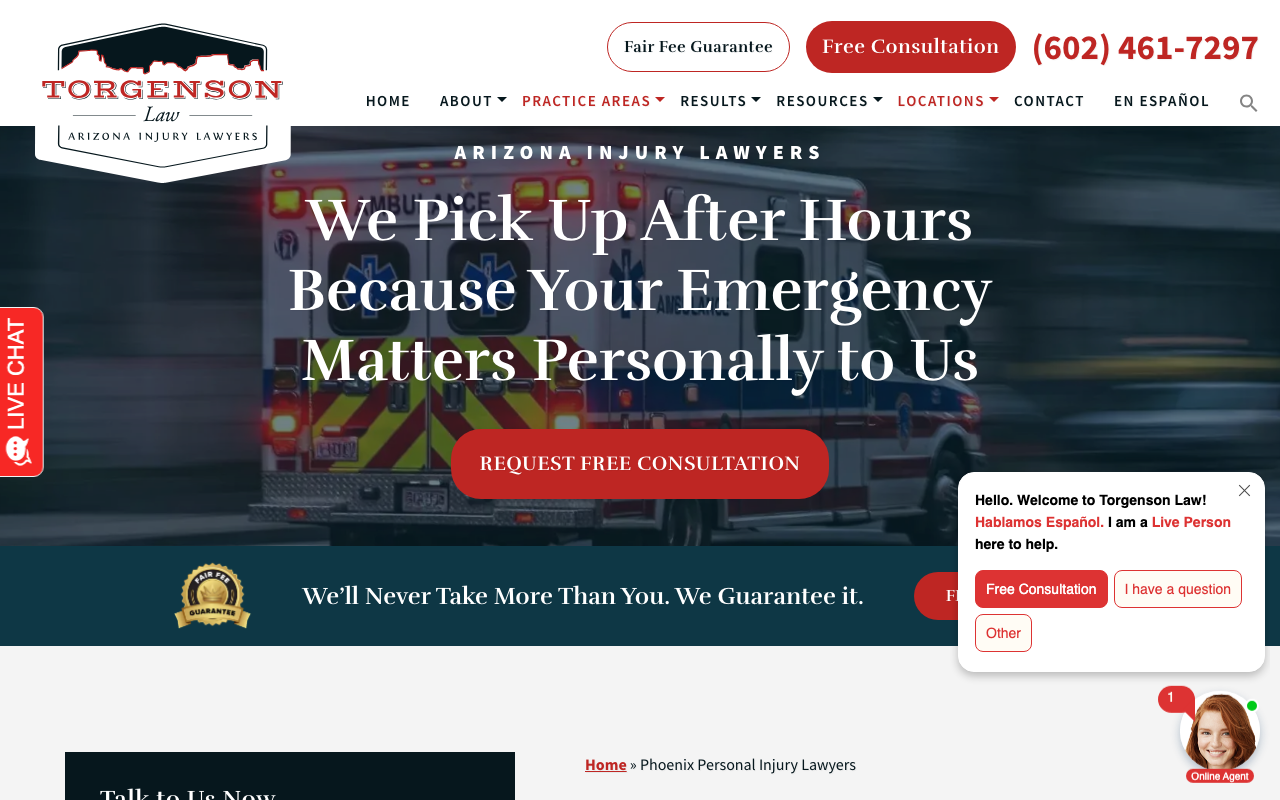 TORGENSON
Law
ARIZONA INJURY LAWYERS
Fair Fee Guarantee
Free Consultation
(602) 461-7297
HOME
ABOUT
PRACTICE AREAS
RESULTS
RESOURCES
LOCATIONS
CONTACT
EN ESPAÑOL
ARIZONA INJURY LAWYERS
AMBULANCE
We Pick Up After Hours
Because Your Emergency
AMBULANCE
Matters Personally to Us
REQUEST FREE CONSULTATION
LIVE CHAT
FAIR FEE
GUARANTEE
We’ll Never Take More Than You. We Guarantee it.
Hello. Welcome to Torgenson Law!
Hablamos Español. I am a Live Person
here to help.
Free Consultation
I have a question
Other
1
Online Agent
Home » Phoenix Personal Injury Lawyers
Talk to Us Now